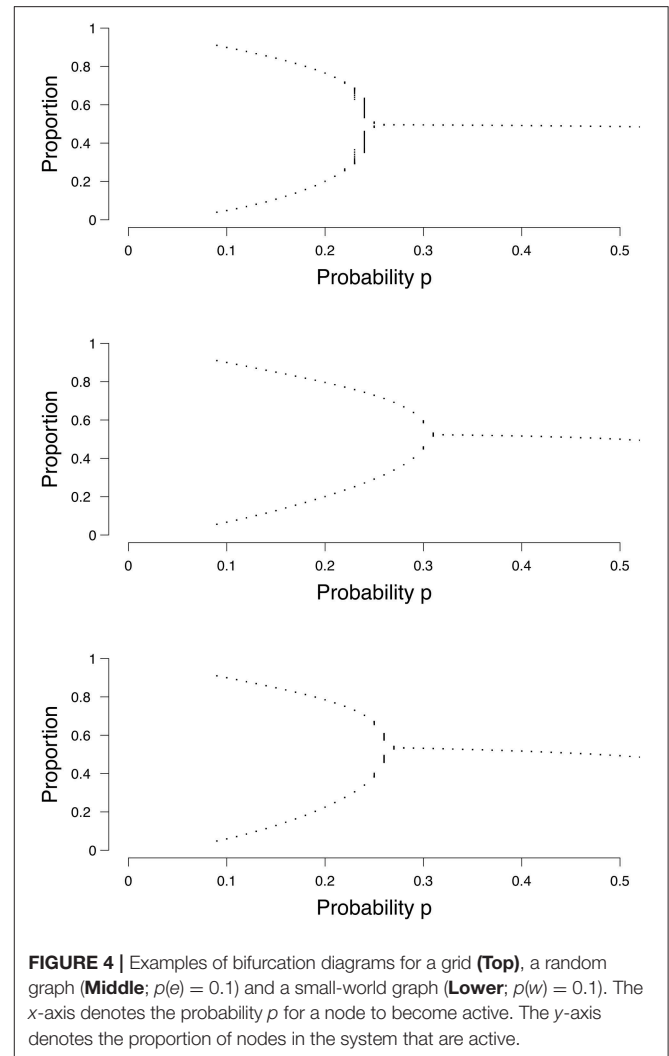 1
0.8
0.6
0.4
0.2
0
Proportion
0 0.1 0.2 0.3 0.4 0.5
Probability p
1
0.8
0.6
0.4
0.2
0
Proportion
0 0.1 0.2 0.3 0.4 0.5
Probability p
1
0.8
0.6
0.4
0.2
0
Proportion
0 0.1 0.2 0.3 0.4 0.5
Probability p
FIGURE 4 | Examples of bifurcation diagrams for a grid (Top), a random
graph (Middle; p(e) = 0.1) and a small-world graph (Lower; p(w) = 0.1). The
x-axis denotes the probability p for a node to become active. The y-axis
denotes the proportion of nodes in the system that are active.